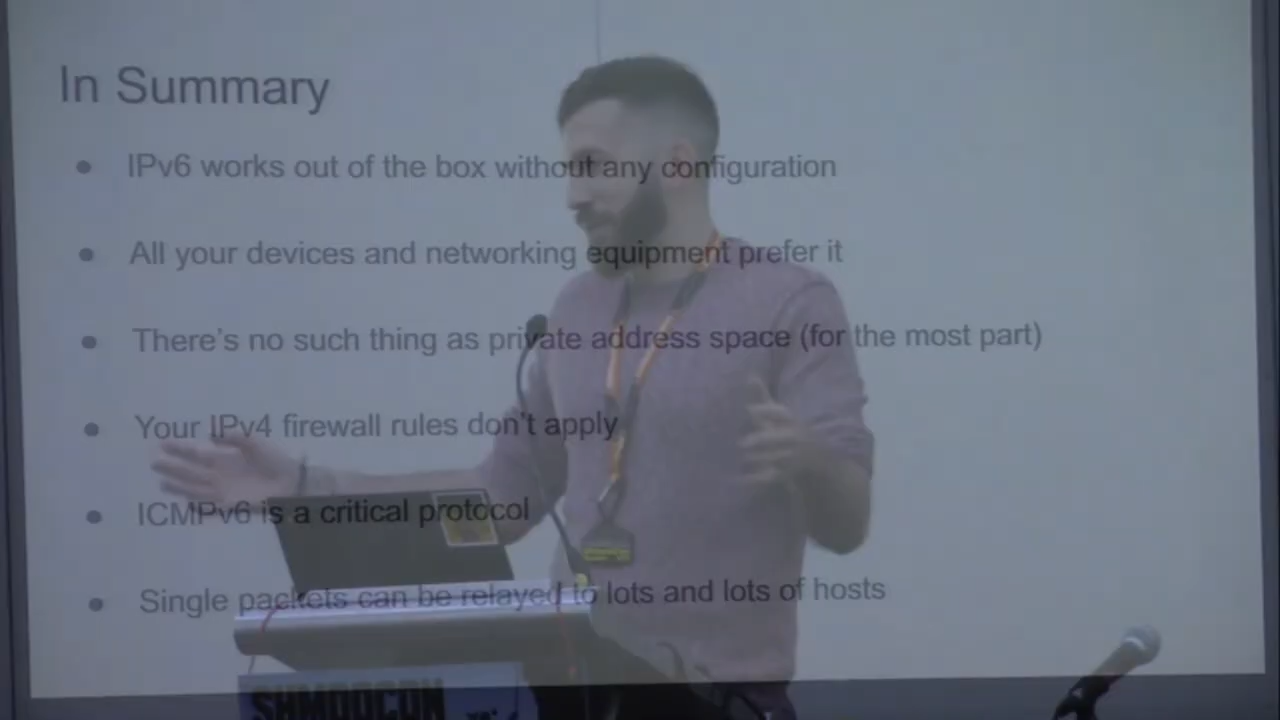 In Summary
IPv6 works out of the box without any configuration
All your devices and networking equipment prefer it
There's no such thing as private address space (for the most part)
Your IPv4 firewall rules don't apply
ICMPv6 is a critical protocol
Single packets can be relayed to lots and lots of hosts
SHMOOCON